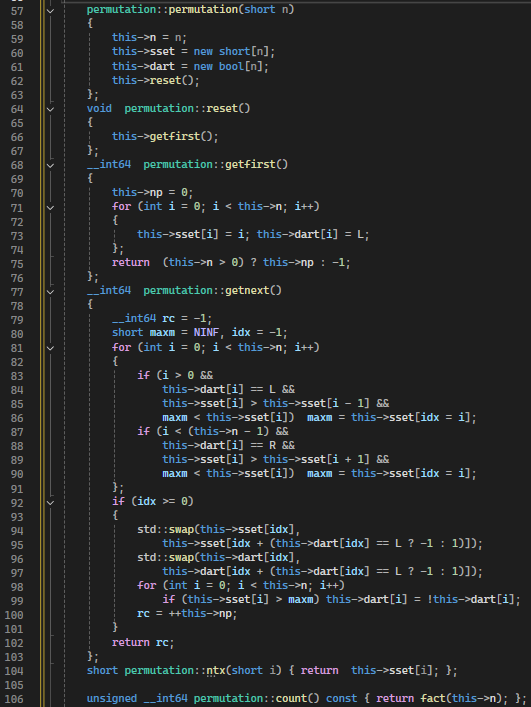 57 permutation::permutation(short n)
58 {
59 this->n = n;
60 this->sset = new short[n];
61 this->dart = new bool[n];
62 this->reset();
63 };
64 void  permutation::reset()
65 {
66 this->getfirst();
67 };
68 __int64  permutation::getfirst()
69 {
70 this->np = 0;
71 for (int i = 0; i < this->n; i++)
72 {
73 this->sset[i] = i; this->dart[i] = L;
74 };
75 return  (this->n > 0) ? this->np : -1;
76 };
77 __int64  permutation::getnext()
78 {
79 __int64 rc = -1;
80 short maxm = NINF, idx = -1;
81 for (int i = 0; i < this->n; i++)
82 {
83 if (i > 0 &&
84 this->dart[i] == L &&
85 this->sset[i] > this->sset[i - 1] &&
86 maxm < this->sset[i])  maxm = this->sset[idx = i];
87 if (i < (this->n - 1) &&
88 this->dart[i] == R &&
89 this->sset[i] > this->sset[i + 1] &&
90 maxm < this->sset[i])  maxm = this->sset[idx = i];
91 };
92 if (idx >= 0)
93 {
94 std::swap(this->sset[idx],
95 this->sset[idx + (this->dart[idx] == L ? -1 : 1)]);
96 std::swap(this->dart[idx],
97 this->dart[idx + (this->dart[idx] == L ? -1 : 1)]);
98 for (int i = 0; i < this->n; i++)
99 if (this->sset[i] > maxm) this->dart[i] = !this->dart[i];
100 rc = ++this->np;
101 }
102 return rc;
103 };
104 short permutation::ntx(short i) { return  this->sset[i]; };
105
106 unsigned __int64 permutation::count() const { return fact(this->n); };